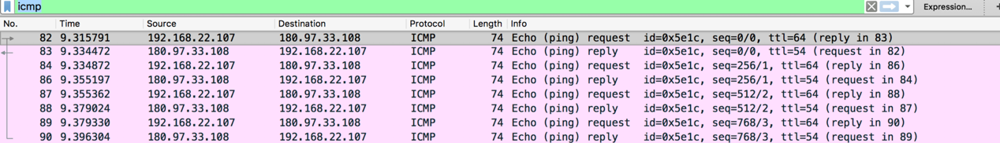 icmp Expression... +
No. Time Source Destination Protocol Length Info
82 9.315791 192.168.22.107 180.97.33.108 ICMP 74 Echo (ping) request id=0x5e1c, seq=0/0, ttl=64 (reply in 83)
83 9.334472 180.97.33.108 192.168.22.107 ICMP 74 Echo (ping) reply id=0x5e1c, seq=0/0, ttl=54 (request in 82)
84 9.334872 192.168.22.107 180.97.33.108 ICMP 74 Echo (ping) request id=0x5e1c, seq=256/1, ttl=64 (reply in 86)
86 9.355197 180.97.33.108 192.168.22.107 ICMP 74 Echo (ping) reply id=0x5e1c, seq=256/1, ttl=54 (request in 84)
87 9.355362 192.168.22.107 180.97.33.108 ICMP 74 Echo (ping) request id=0x5e1c, seq=512/2, ttl=64 (reply in 88)
88 9.379024 180.97.33.108 192.168.22.107 ICMP 74 Echo (ping) reply id=0x5e1c, seq=512/2, ttl=54 (request in 87)
89 9.379330 192.168.22.107 180.97.33.108 ICMP 74 Echo (ping) request id=0x5e1c, seq=768/3, ttl=64 (reply in 90)
90 9.396304 180.97.33.108 192.168.22.107 ICMP 74 Echo (ping) reply id=0x5e1c, seq=768/3, ttl=54 (request in 89)